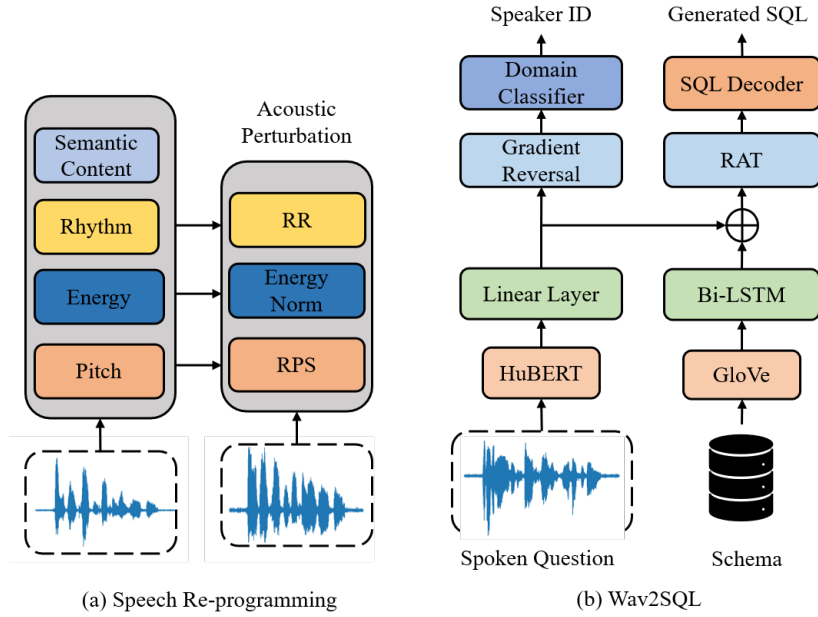 Acoustic
Perturbation
Semantic
Content
Rhythm
Energy
Pitch
RR
Energy
Norm
RPS
(a) Speech Re-programming
Speaker ID
Generated SQL
Domain
Classifier
SQL Decoder
Gradient
Reversal
RAT
Linear Layer
Bi-LSTM
HuBERT
GloVe
Spoken Question
Schema
(b) Wav2SQL